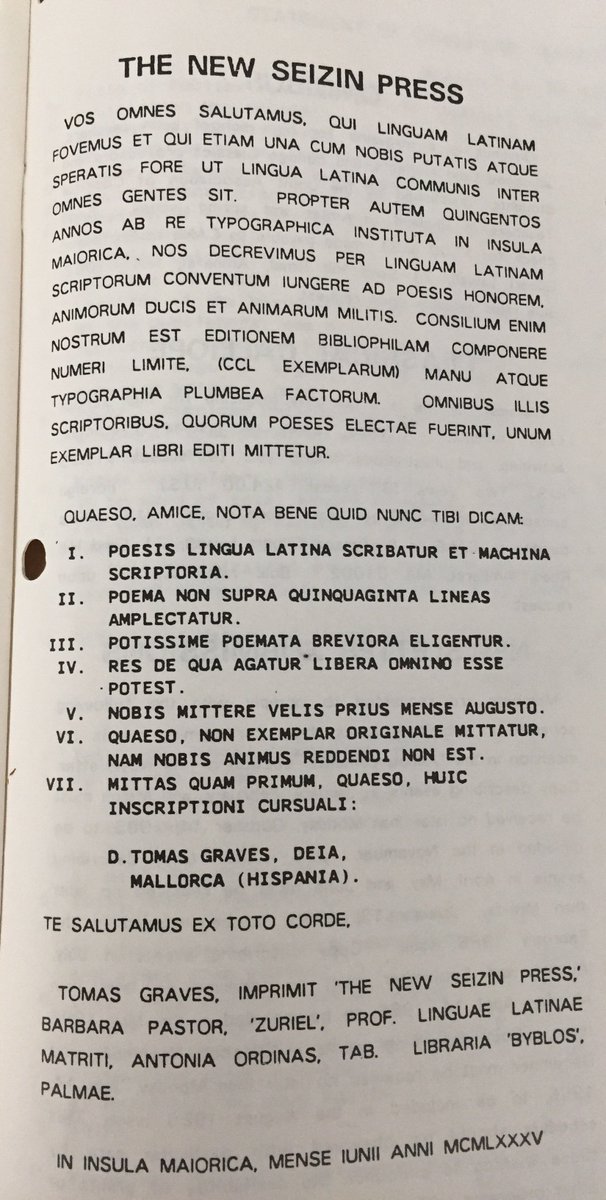 THE NEW SEIZIN PRESS
VOS OMNES SALUTAMUS, QUI LINGUAM LATINAM
FOVEMUS ET QUI ETIAM UNA CUM NOBIS PUTATIS ATQUE
SPERATIS FORE UT LINGUA LATINA COMMUNIS INTER
OMNES GENTES SIT. PROPTER AUTEM QUINGENTOS
ANNOS AB RE TYPOGRAPHICA INSTITUTA IN INSULA
MAIORICA, NOS DECREVIMUS PER LINGUAM LATINAM
SCRIPTORUM CONVENTUM IUNGERE AD POESIS HONOREM,
ANIMORUM DUCIS ET ANIMARUM MILITIS. CONSILIUM ENIM
NOSTRUM EST EDITIONEM BIBLIOPHILAM COMPONERE
NUMERI LIMITE, (CCL EXEMPLARUM) MANU ATQUE
TYPOGRAPHIA PLUMBEA FACTORUM. OMNIBUS ILLIS
SCRIPTORIBUS, QUORUM POESES ELECTAE FUERINT, UNUM
EXEMPLAR LIBRI EDITI MITTETUR.
QUAESO, AMICE, NOTA BENE QUID NUNC TIBI DICAM:
I. POESIS LINGUA LATINA SCRIBATUR ET MACHINA
SCRIPTORIA.
II. POEMA NON SUPRA QUINQUAGINTA LINEAS
AMPLECTATUR.
III. POTISSIME POEMATA BREVIORA ELIGENTUR.
IV. RES DE QUA AGATUR LIBERA OMNINO ESSE
POTEST.
V. NOBIS MITTERE VELIS PRIUS MENSE AUGUSTO.
VI. QUAESO, NON EXEMPLAR ORIGINALE MITTATUR,
NAM NOBIS ANIMUS REDDENDI NON EST.
VII. MITTAS QUAM PRIMUM, QUAESO, HUIC
INSCRIPTIONI CURSUALI:
D. TOMAS GRAVES, DEIA,
MALLORCA (HISPANIA).
TE SALUTAMUS EX TOTO CORDE,
TOMAS GRAVES, IMPRIMIT 'THE NEW SEIZIN PRESS,'
BARBARA PASTOR, 'ZURIEL', PROF. LINGUAE LATINAE
MATRITI, ANTONIA ORDINAS, TAB. LIBRARIA 'BYBLOS',
PALMAE.
IN INSULA MAIORICA, MENSE IUNII ANNI MCMLXXXV